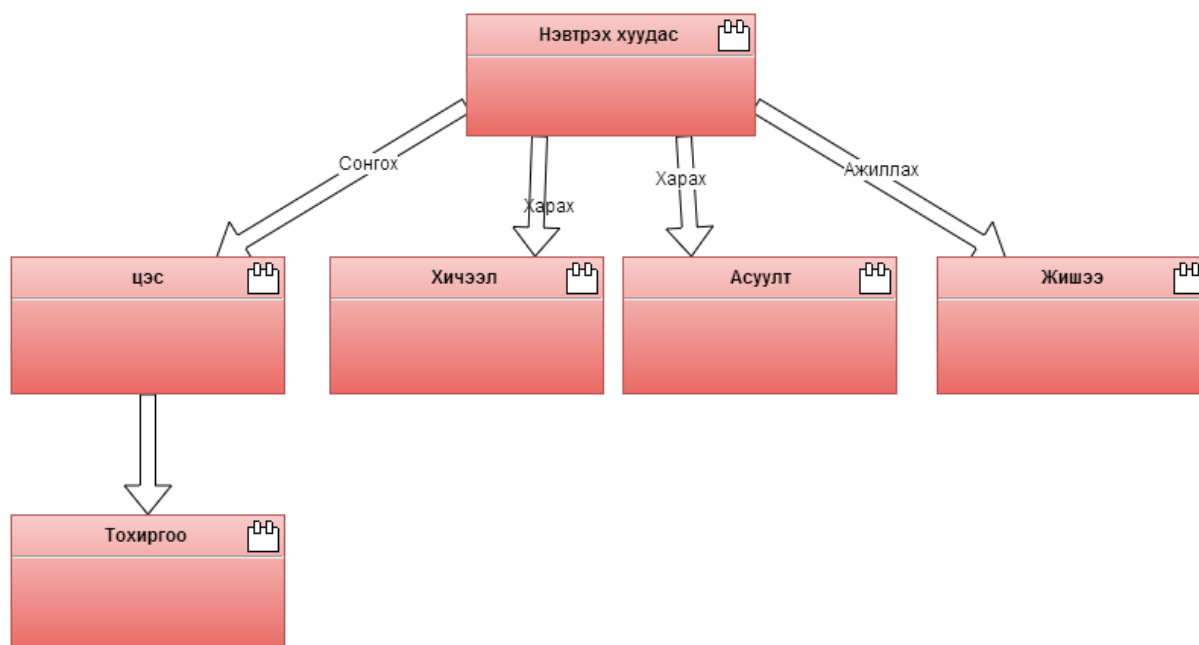 Нэвтрэх хуудас
Сонгох
Харах
Харах
Ажиллах
цэс
Хичээл
Асуулт
Жишээ
Тохиргоо